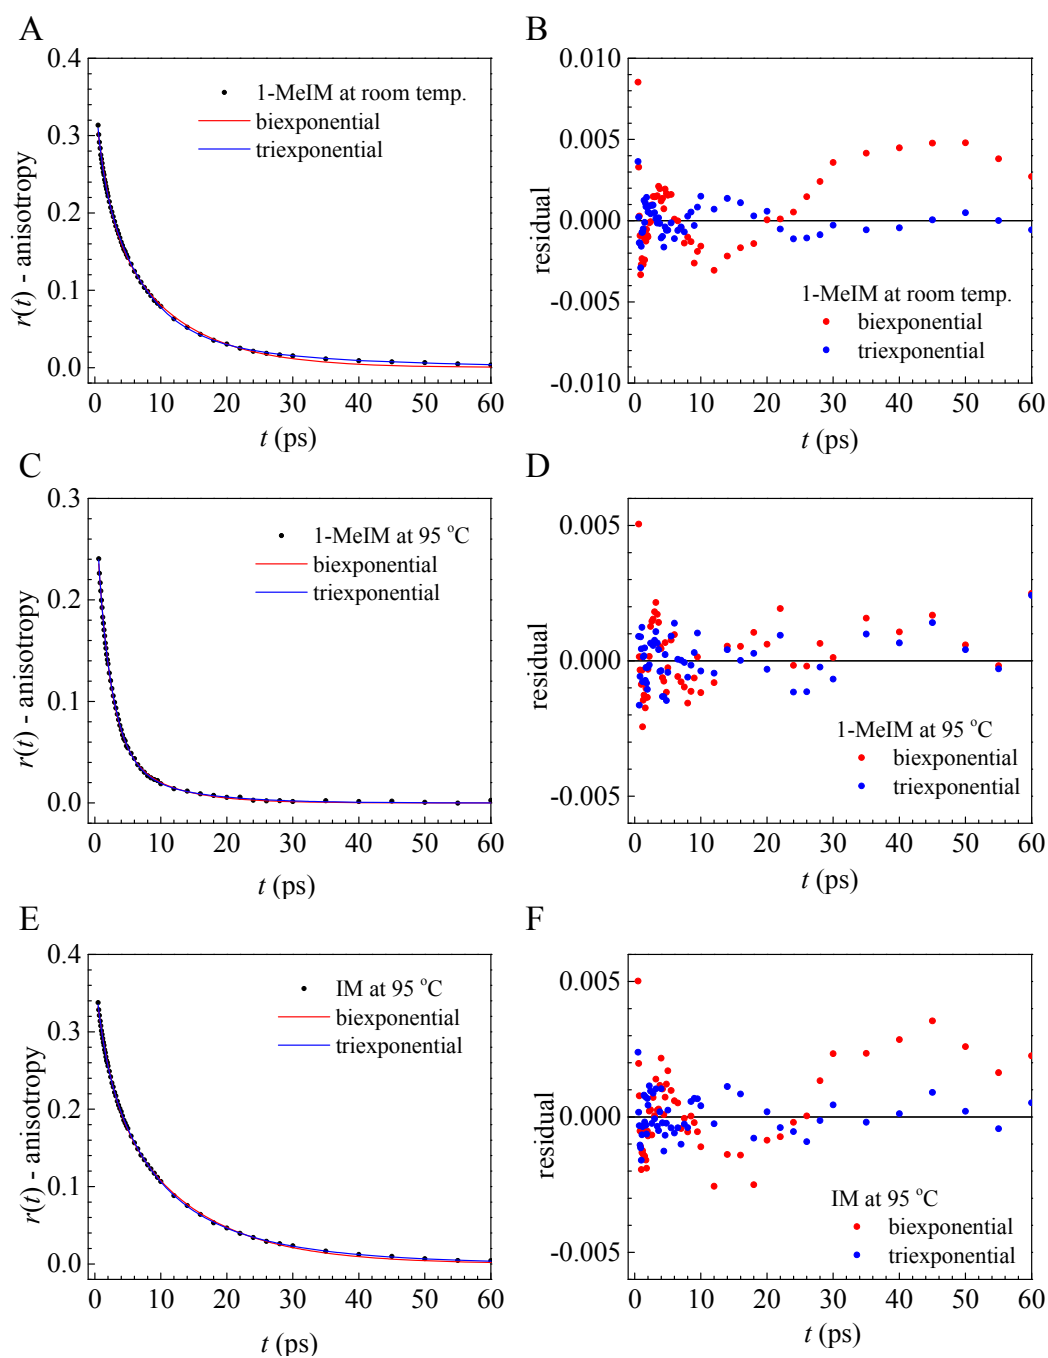 A
0.4
0.3
0.2
0.1
0.0
r(t) - anisotropy
1-MeIM at room temp.
biexponential
triexponential
0 10 20 30 40 50 60
t (ps)
B
0.010
0.005
0.000
-0.005
-0.010
residual
1-MeIM at room temp.
biexponential
triexponential
0 10 20 30 40 50 60
t (ps)
C
0.3
0.2
0.1
0.0
r(t) - anisotropy
1-MeIM at 95 °C
biexponential
triexponential
0 10 20 30 40 50 60
t (ps)
D
0.005
0.000
-0.005
residual
1-MeIM at 95 °C
biexponential
triexponential
0 10 20 30 40 50 60
t (ps)
E
0.4
0.3
0.2
0.1
0.0
r(t) - anisotropy
IM at 95 °C
biexponential
triexponential
0 10 20 30 40 50 60
t (ps)
F
0.005
0.000
-0.005
residual
IM at 95 °C
biexponential
triexponential
0 10 20 30 40 50 60
t (ps)